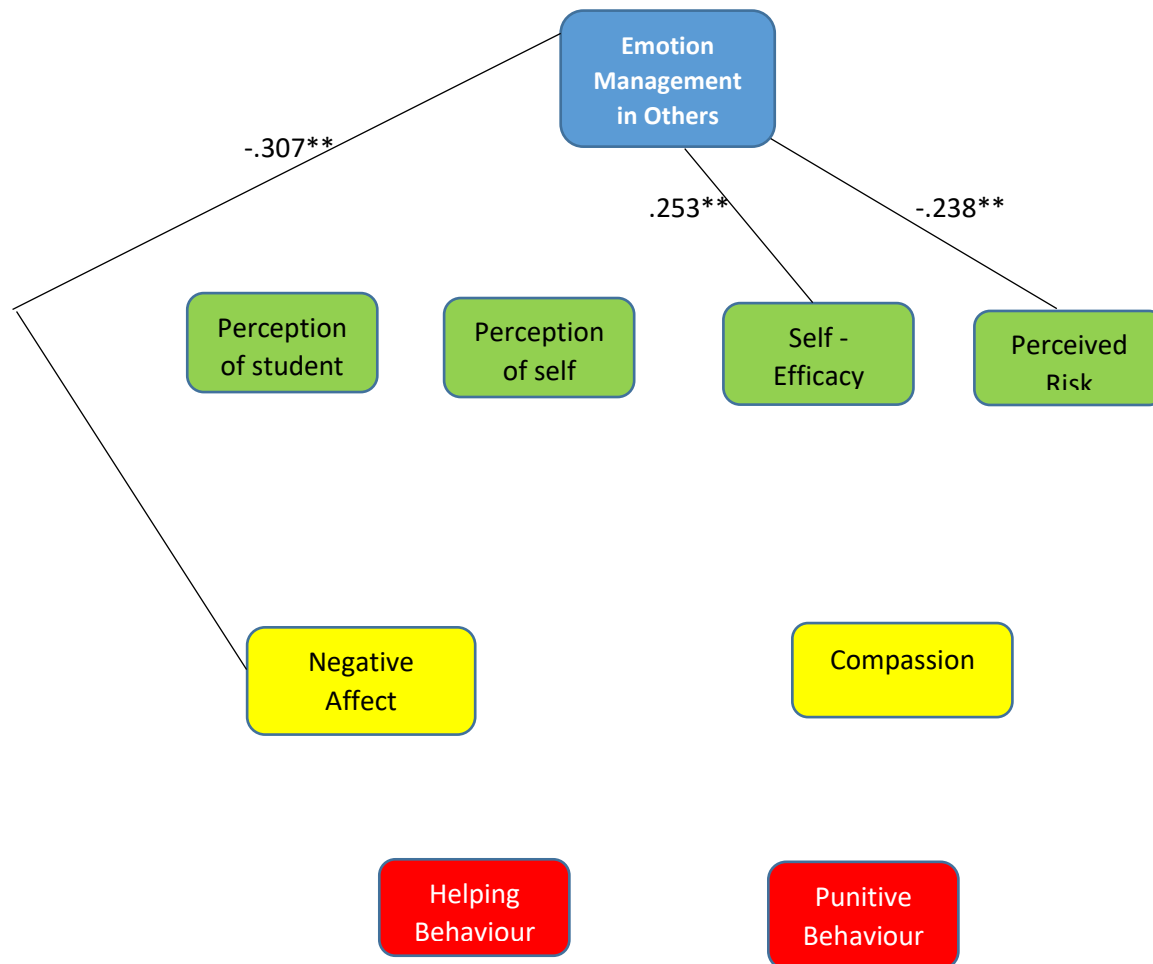 Emotion
Management
in Others
-.307**
.253**
-.238**
Perception
of student
Perception
of self
Self -
Efficacy
Perceived
Risk
Negative
Affect
Compassion
Helping
Behaviour
Punitive
Behaviour